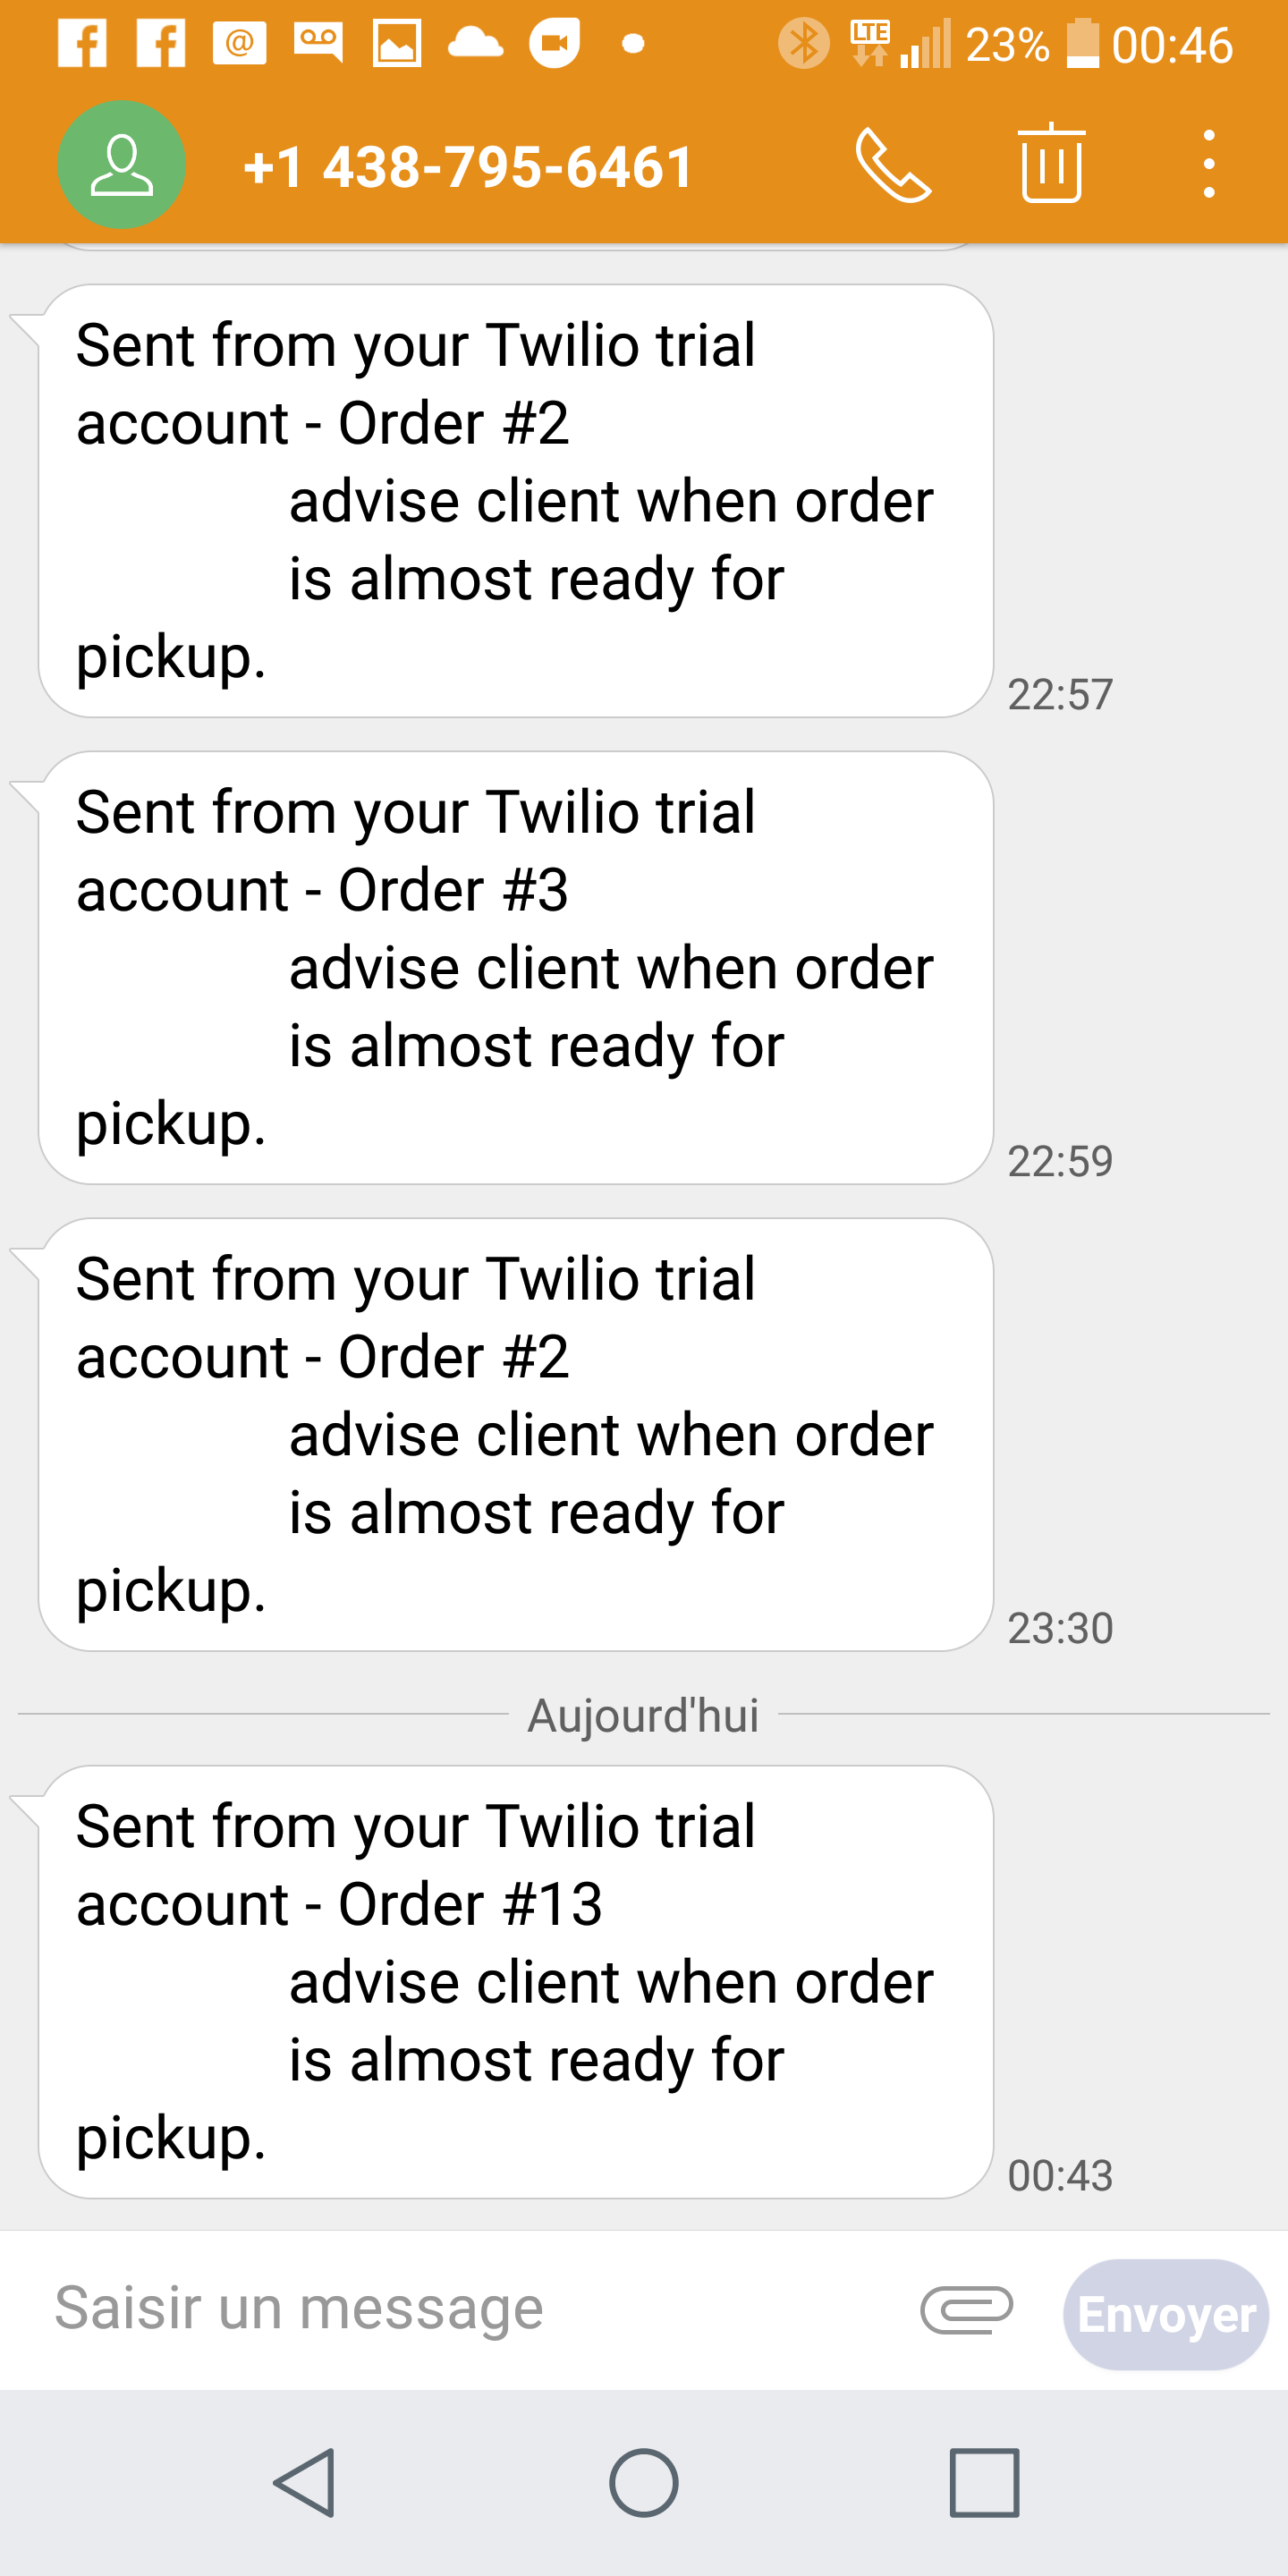 @ LTE 23% 00:46
+1 438-795-6461
Sent from your Twilio trial
account - Order #2
advise client when order
is almost ready for
pickup.
22:57
Sent from your Twilio trial
account - Order #3
advise client when order
is almost ready for
pickup.
22:59
Sent from your Twilio trial
account - Order #2
advise client when order
is almost ready for
pickup.
23:30
Aujourd'hui
Sent from your Twilio trial
account - Order #13
advise client when order
is almost ready for
pickup.
00:43
Saisir un message
Envoyer